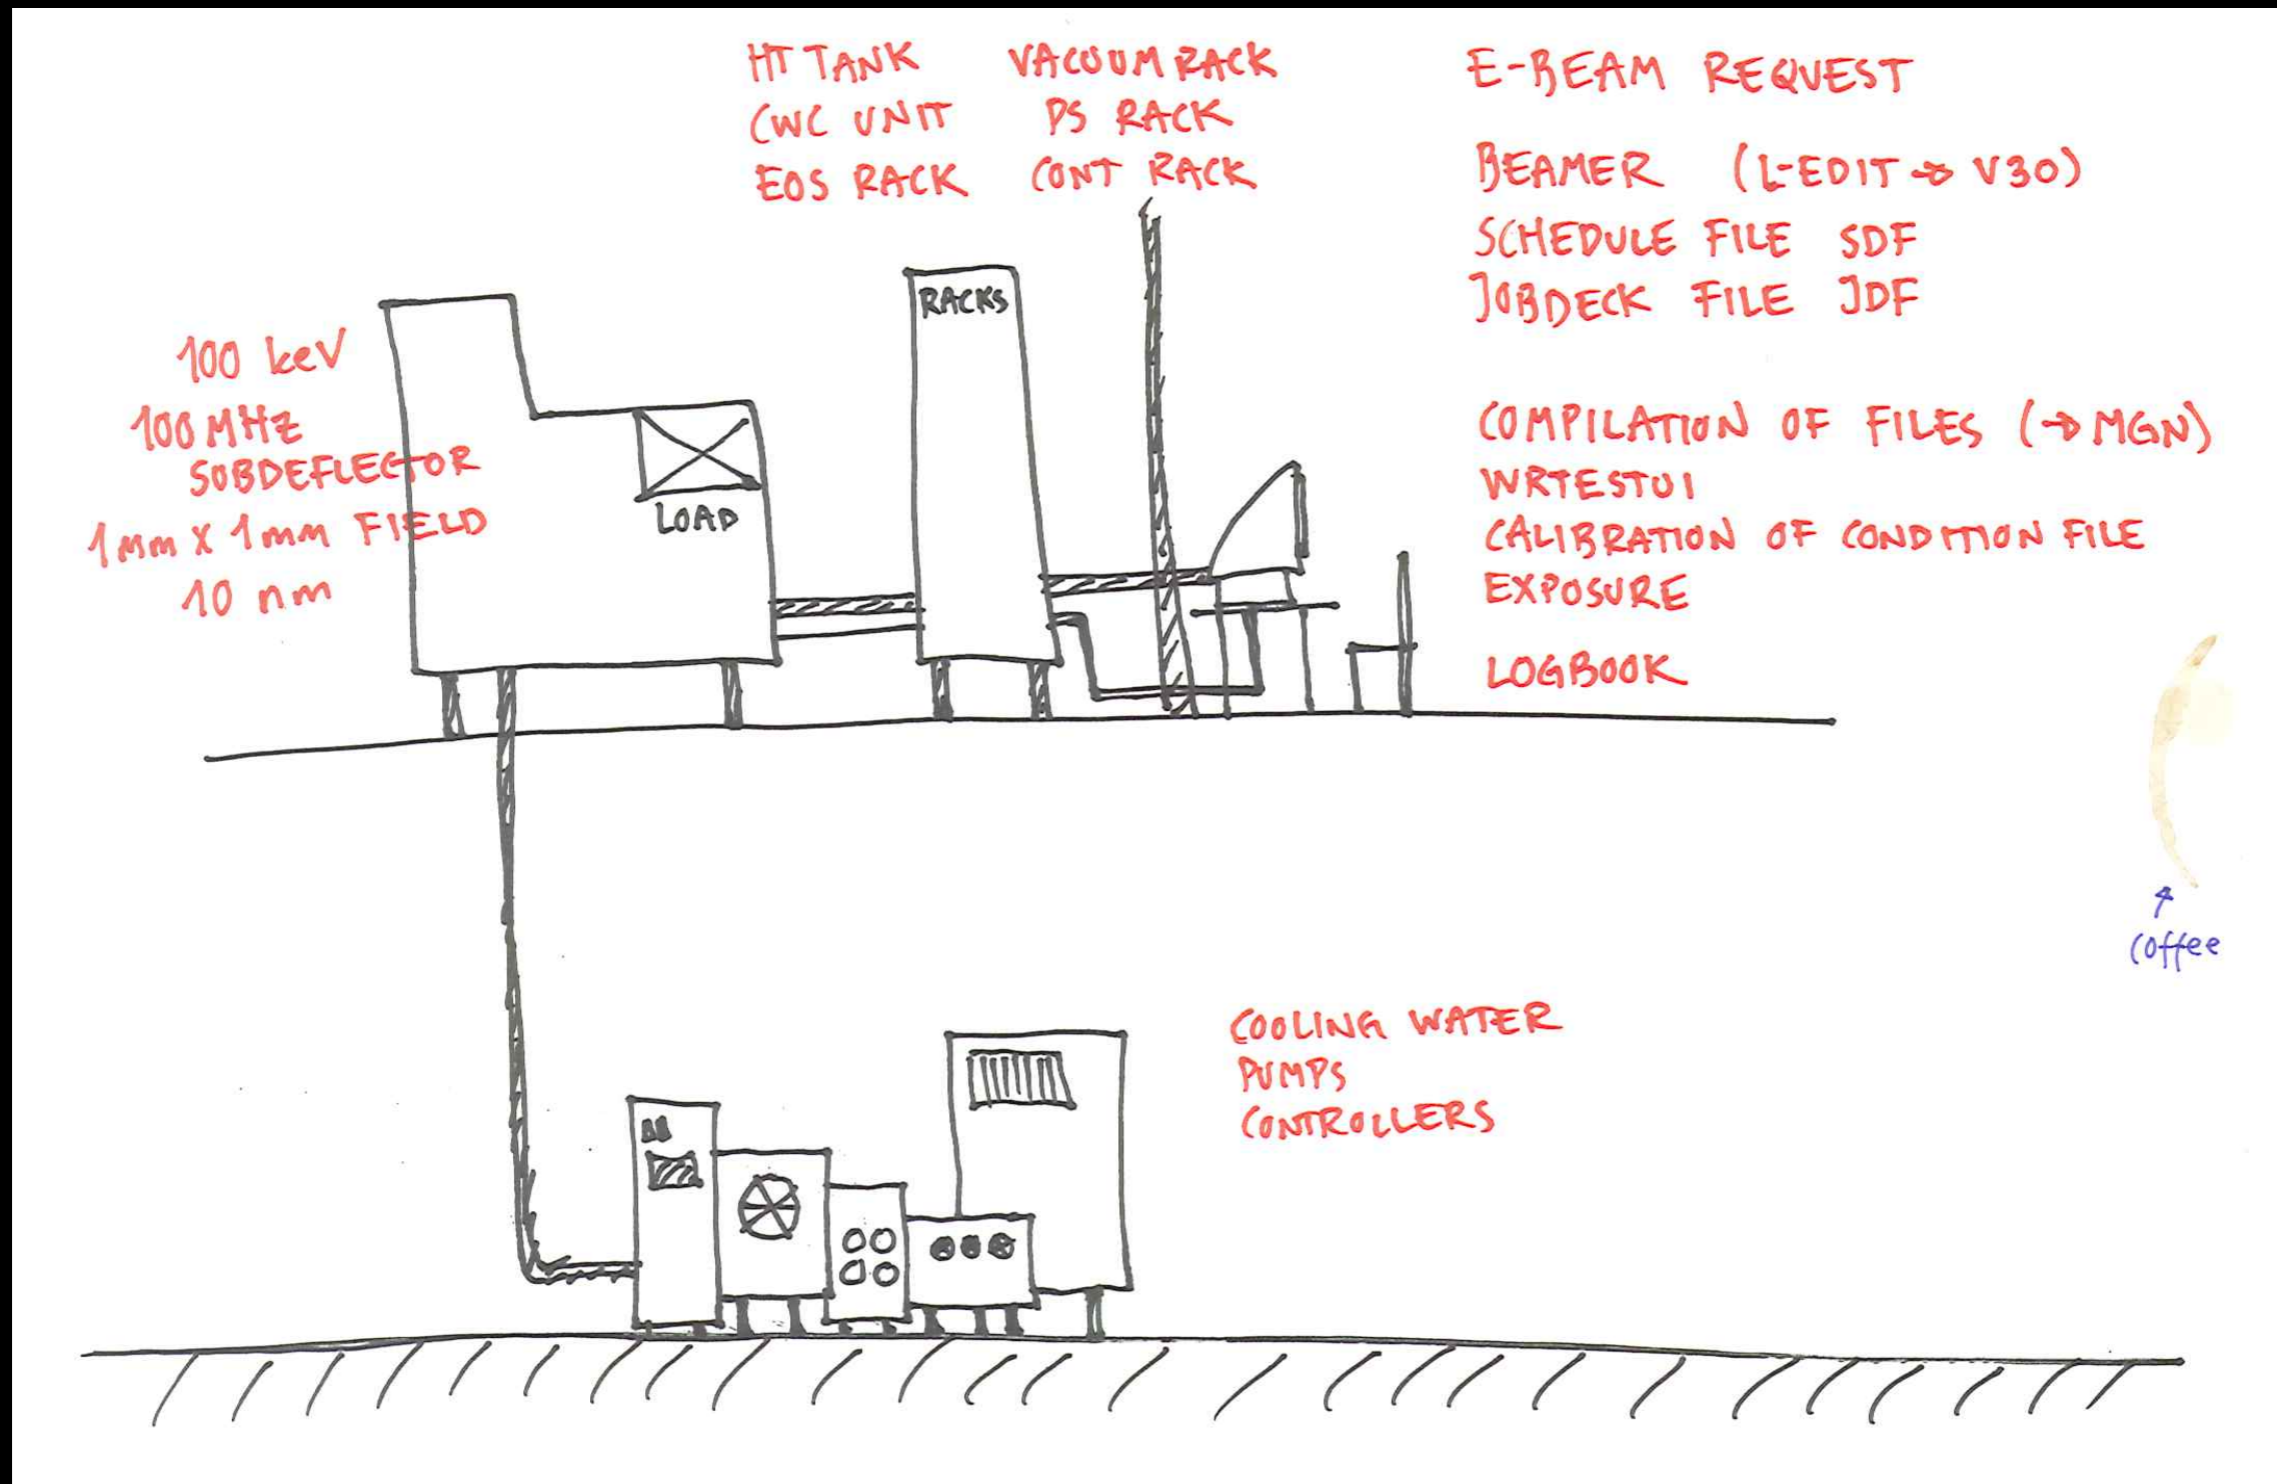 HT TANK
CWC UNIT
EOS RACK
VACUUM RACK
PS RACK
CONT RACK
E-BEAM REQUEST
BEAMER (L-EDIT → V30)
SCHEDULE FILE SDF
JOBDECK FILE JDF
COMPILATION OF FILES (→ MGN)
WRTESTUI
CALIBRATION OF CONDITION FILE
EXPOSURE
LOGBOOK
RACKS
100 keV
100 MHz
SUBDEFLECTOR
1mm x 1mm FIELD
10 nm
LOAD
coffee
COOLING WATER
PUMPS
CONTROLLERS